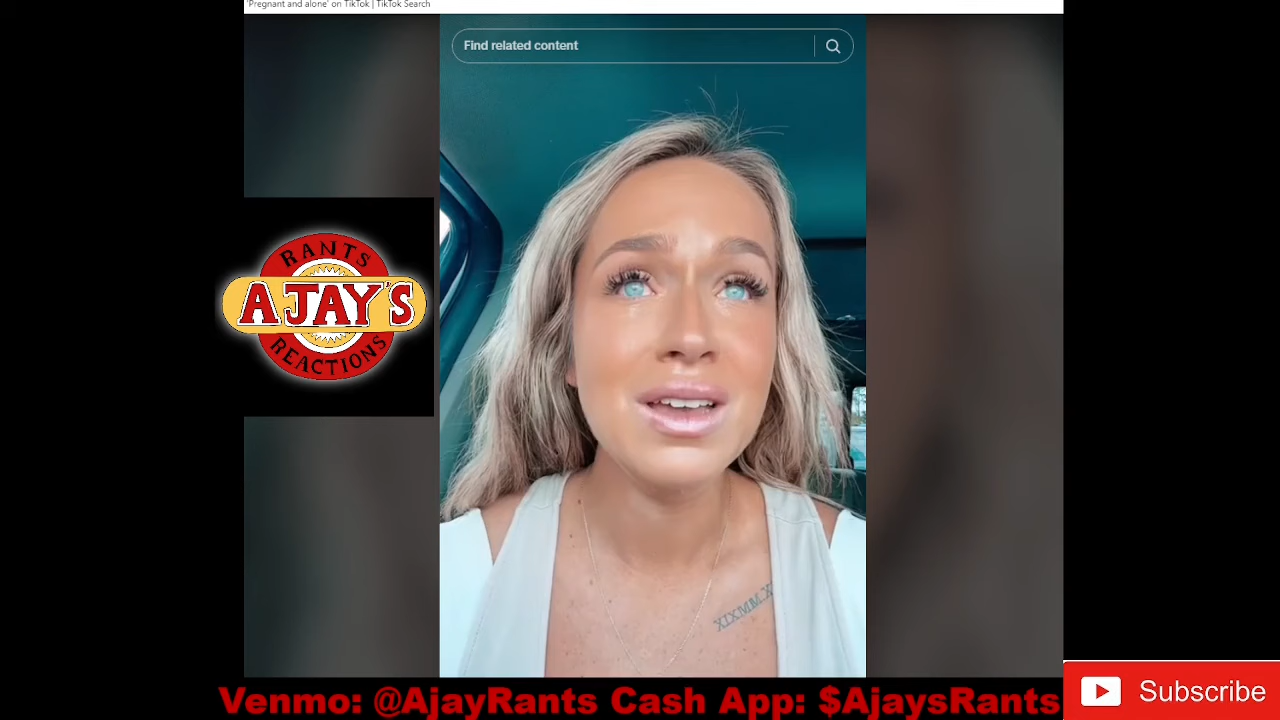 'Pregnant and alone' on TikTok | TikTok Search
Find related content
RANTS
AJAY'S
REACTIONS
XIXMMX
Venmo: @AjayRants Cash App: $AjaysRants
Subscribe